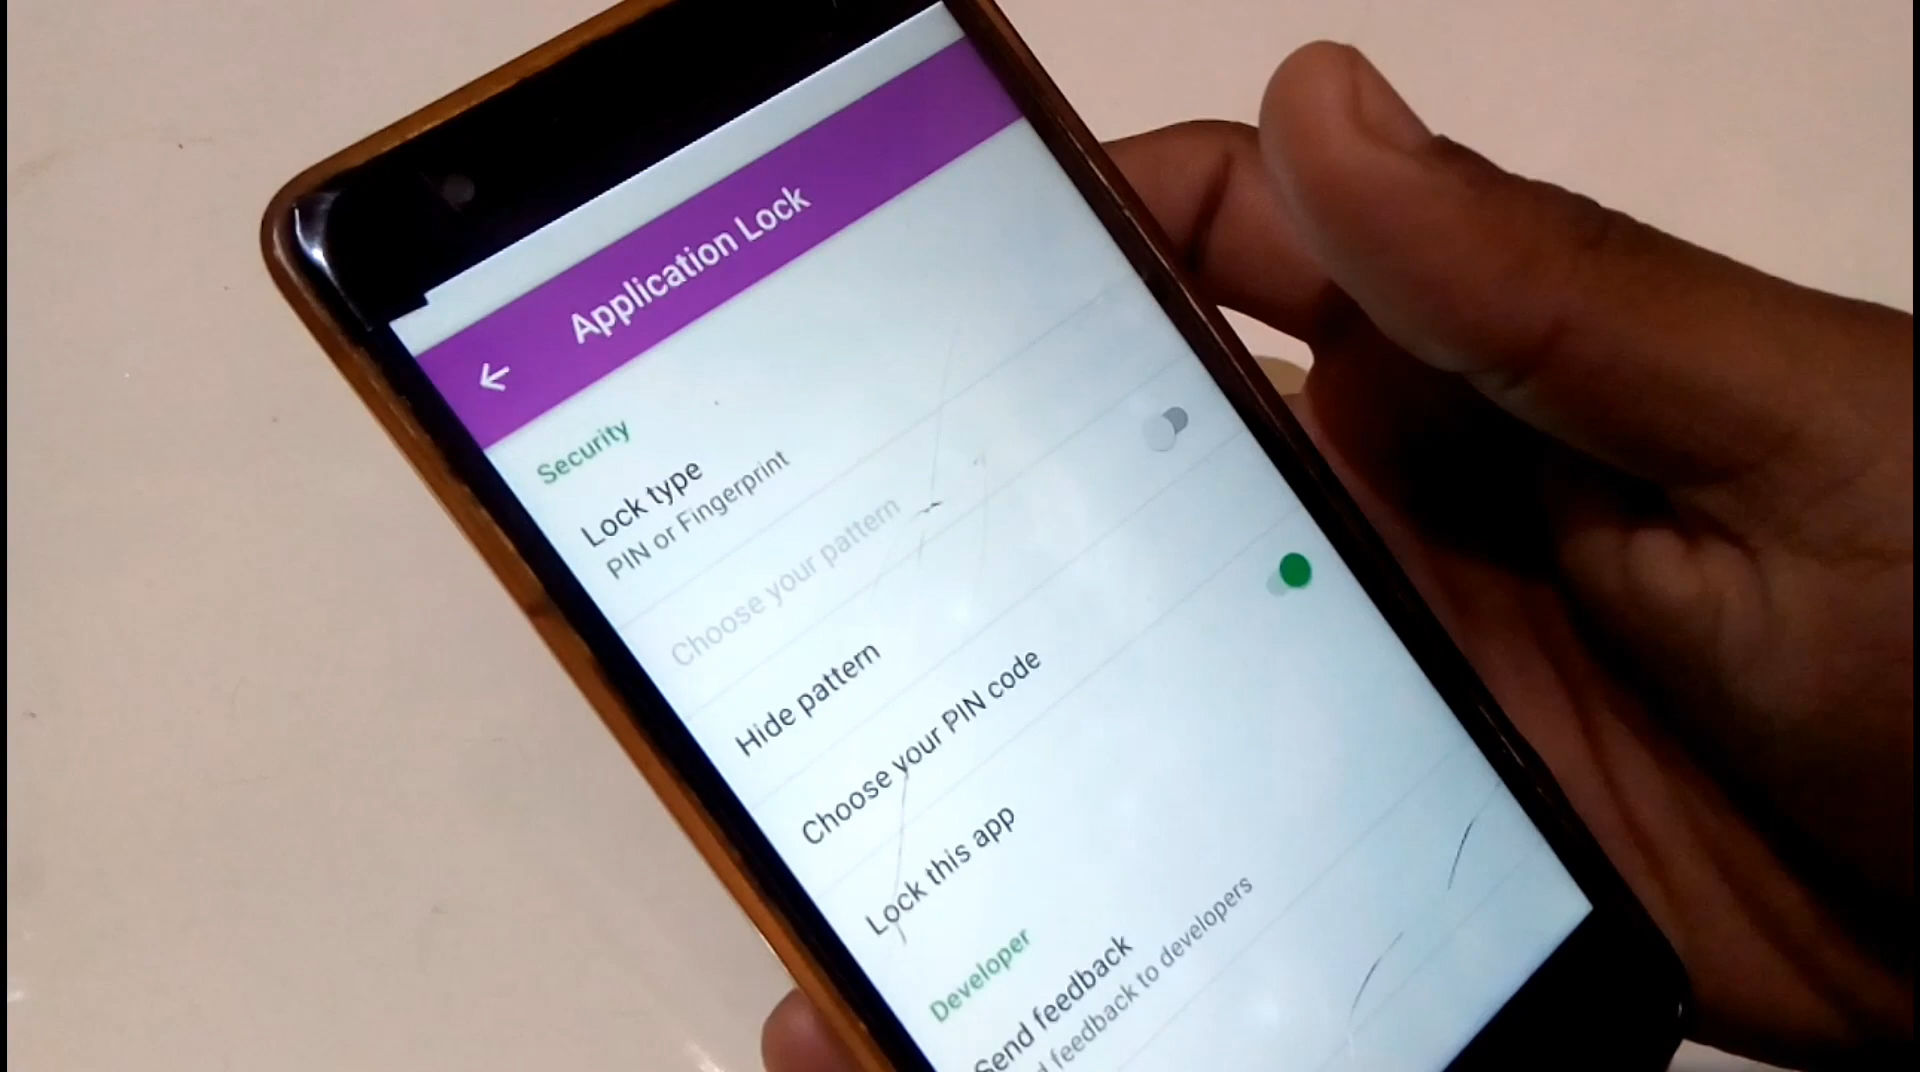 Application Lock
Security
Lock type
PIN or Fingerprint
Choose your pattern
Hide pattern
Choose your PIN code
Lock this app
Developer
Send feedback
feedback to developers